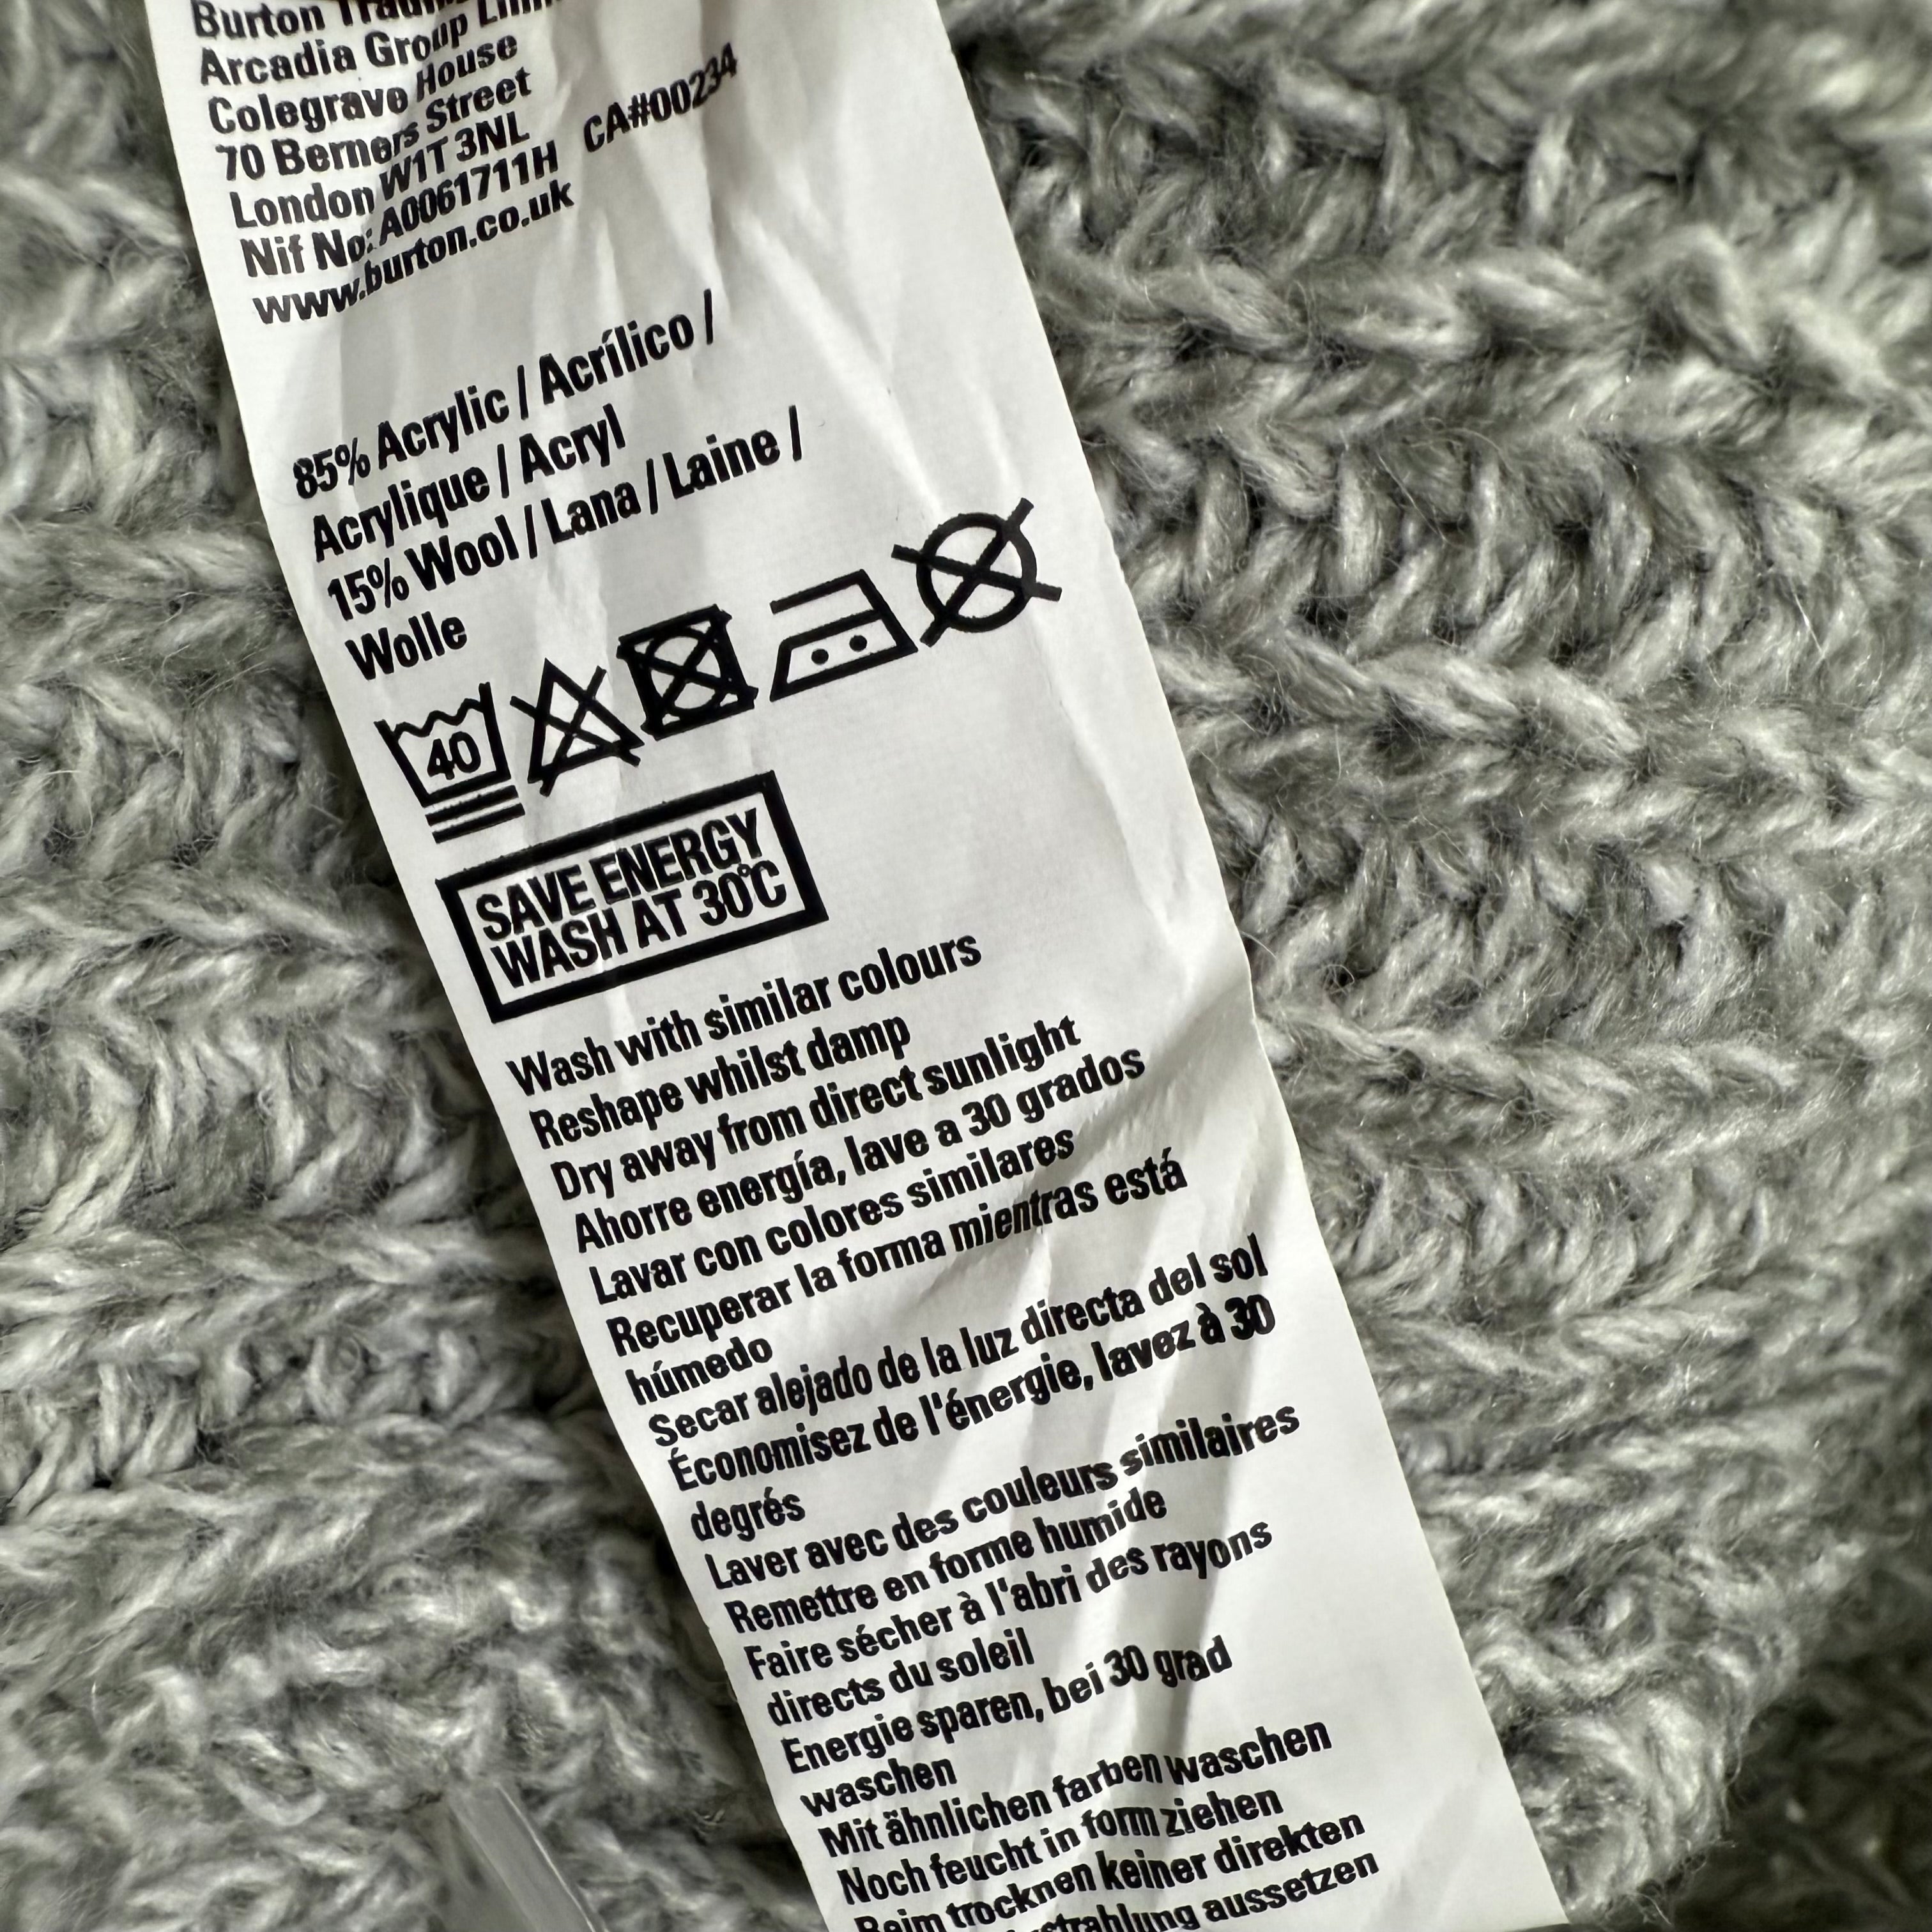 Burton
Arcadia Group
Colegrave House
70 Berners Street
London W1T 3NL
Nif No: A0061711H CA#00234
www.burton.co.uk
85% Acrylic / Acrílico /
Acrylique / Acryl
15% Wool / Lana / Laine /
Wolle
40
SAVE ENERGY
WASH AT 30°C
Wash with similar colours
Reshape whilst damp
Dry away from direct sunlight
Ahorre energía, lave a 30 grados
Lavar con colores similares
Recuperar la forma mientras está
húmedo
Secar alejado de la luz directa del sol
Économisez de l'énergie, lavez à 30
degrés
Laver avec des couleurs similaires
Remettre en forme humide
Faire sécher à l'abri des rayons
directs du soleil
Energie sparen, bei 30 grad
waschen
Mit ähnlichen farben waschen
Noch feucht in form ziehen
Beim trocknen keiner direkten
aussetzen